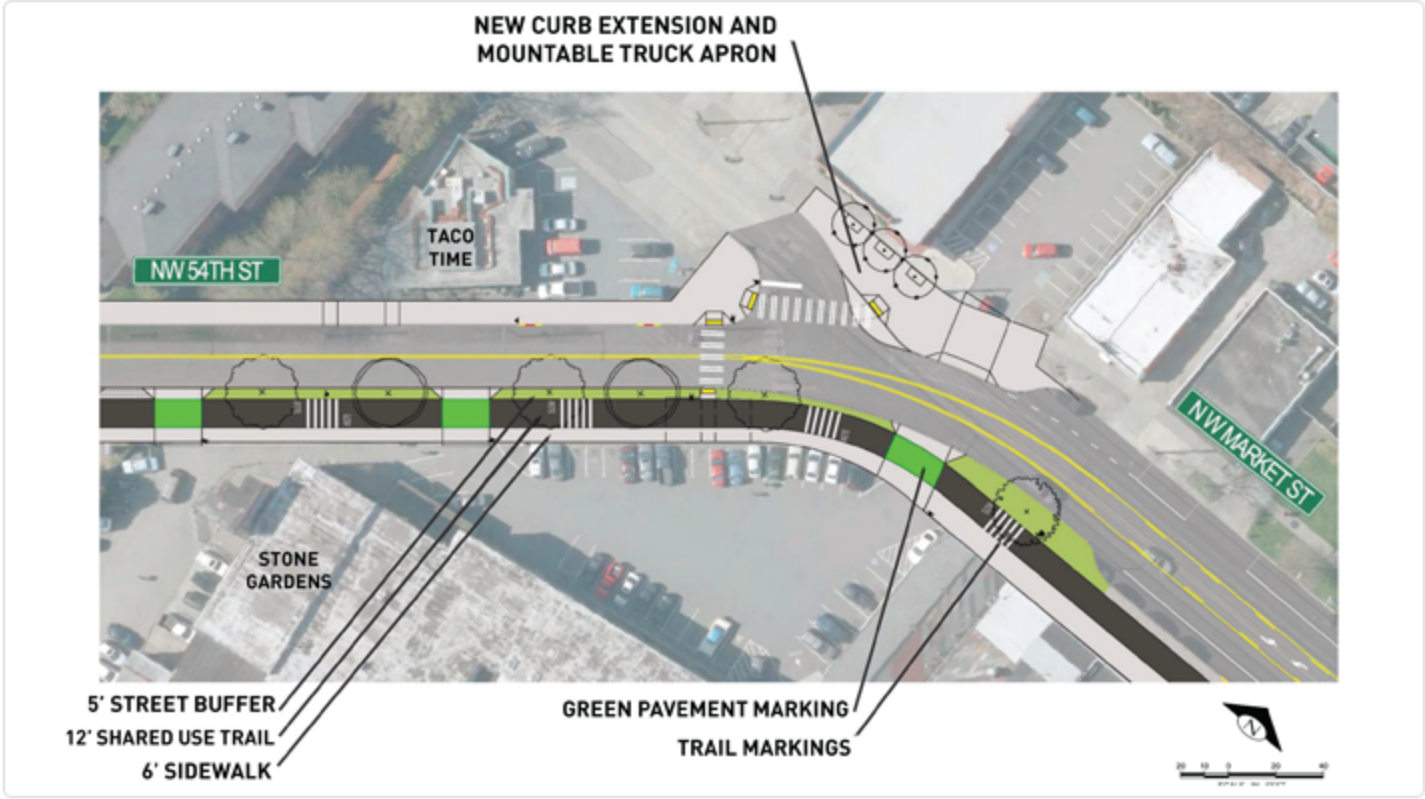 NEW CURB EXTENSION AND
MOUNTABLE TRUCK APRON
TACO
TIME
NW 54TH ST
NW MARKET ST
STONE
GARDENS
5' STREET BUFFER
12' SHARED USE TRAIL
6' SIDEWALK
GREEN PAVEMENT MARKING
TRAIL MARKINGS
N
20 10 0 20 40